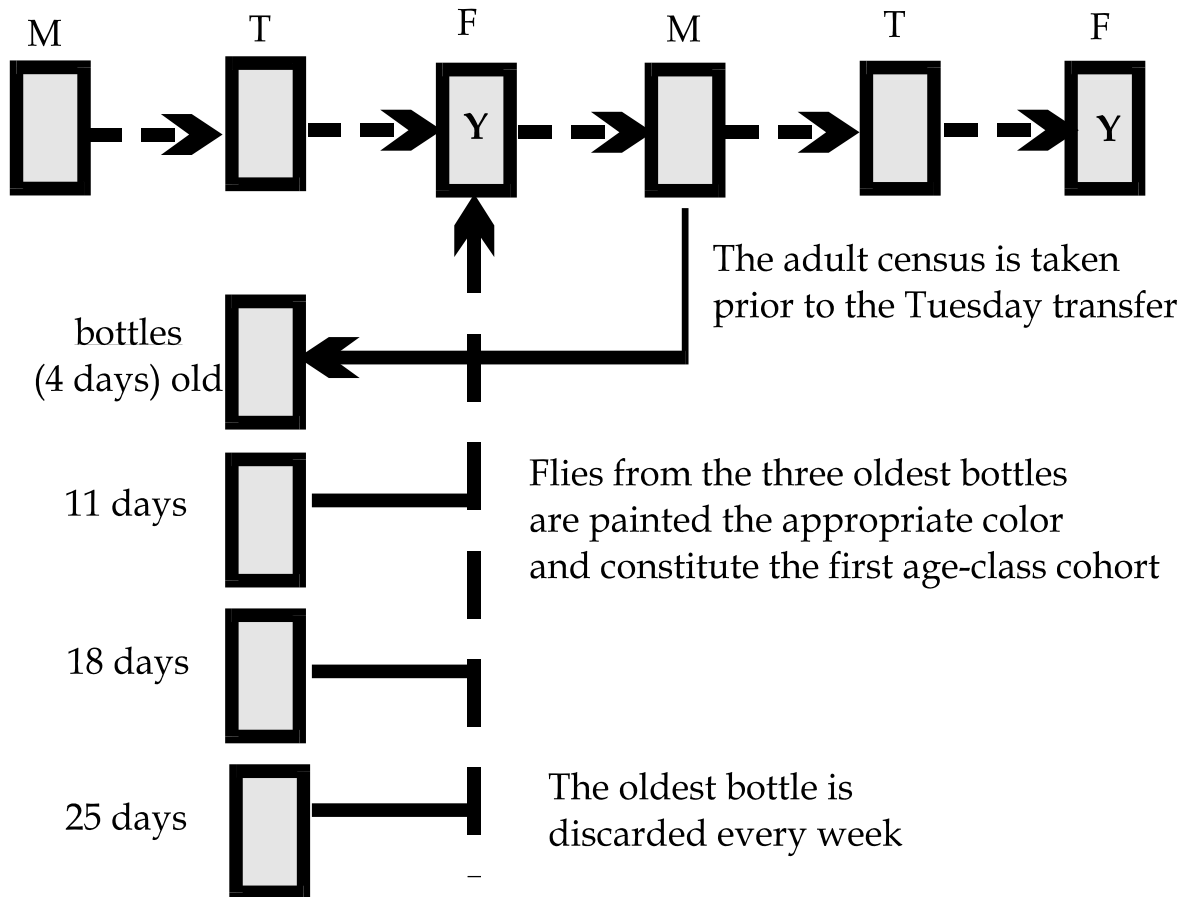 M T F M T F
Y Y
The adult census is taken
prior to the Tuesday transfer
bottles
(4 days) old
Flies from the three oldest bottles
are painted the appropriate color
and constitute the first age-class cohort
11 days
18 days
25 days
The oldest bottle is
discarded every week